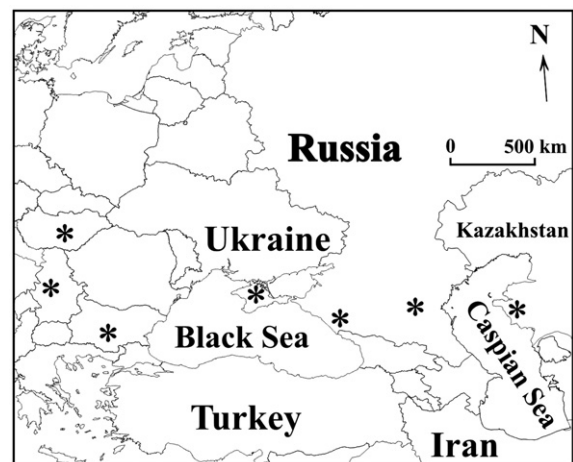 N
Russia
0 500 km
Kazakhstan
Ukraine
*
*
*
*
*
*
*
Black Sea
Caspian Sea
Turkey
Iran